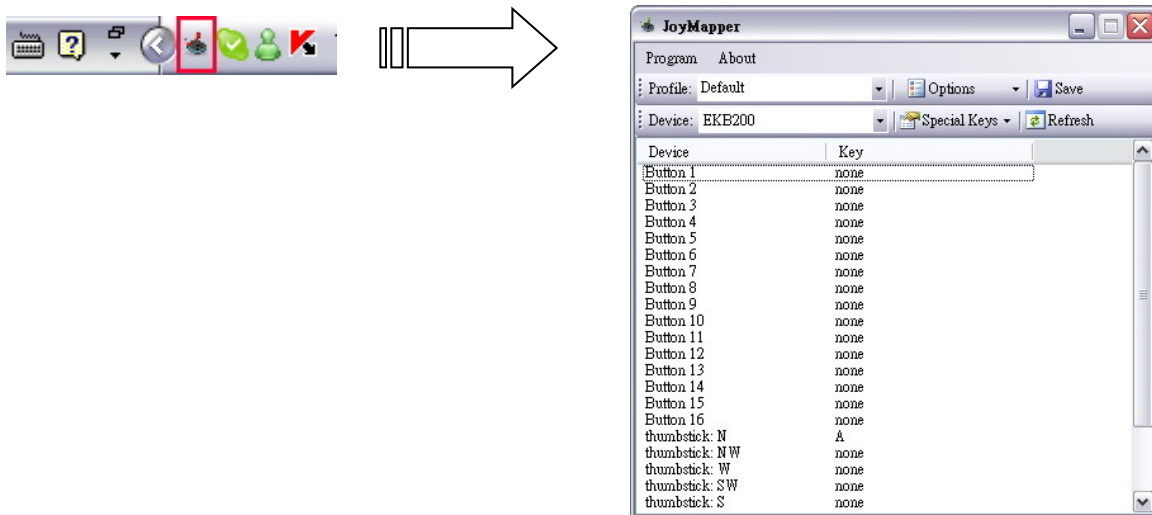 JoyMapper
Program About
Profile: Default Options Save
Device: EKB200 Special Keys Refresh
Device Key
Button 1 none
Button 2 none
Button 3 none
Button 4 none
Button 5 none
Button 6 none
Button 7 none
Button 8 none
Button 9 none
Button 10 none
Button 11 none
Button 12 none
Button 13 none
Button 14 none
Button 15 none
Button 16 none
thumbstick: N A
thumbstick: NW none
thumbstick: W none
thumbstick: SW none
thumbstick: S none